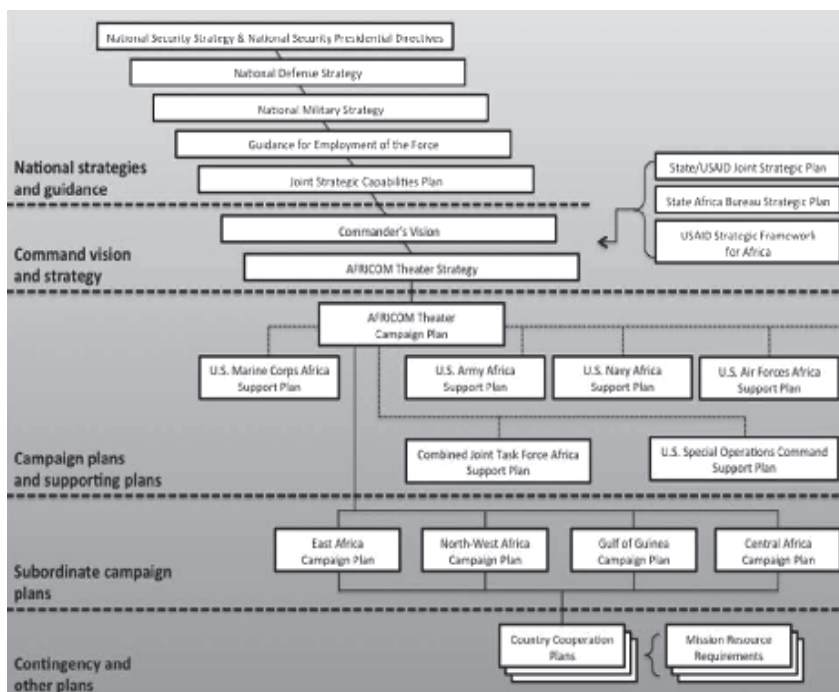 National Security Strategy & National Security Presidential Directives
National Defense Strategy
National Military Strategy
Guidance for Employment of the Force
National strategies
and guidance
Joint Strategic Capabilities Plan
State/USAID Joint Strategic Plan
State Africa Bureau Strategic Plan
USAID Strategic Framework
for Africa
Commander's Vision
Command vision
and strategy
AFRICOM Theater Strategy
AFRICOM Theater
Campaign Plan
U.S. Marine Corps Africa
Support Plan
U.S. Army Africa
Support Plan
U.S. Navy Africa
Support Plan
U.S. Air Forces Africa
Support Plan
Combined Joint Task Force Africa
Support Plan
U.S. Special Operations Command
Support Plan
Campaign plans
and supporting plans
East Africa
Campaign Plan
North-West Africa
Campaign Plan
Gulf of Guinea
Campaign Plan
Central Africa
Campaign Plan
Subordinate campaign
plans
Country Cooperation
Plans
Mission Resource
Requirements
Contingency and
other plans